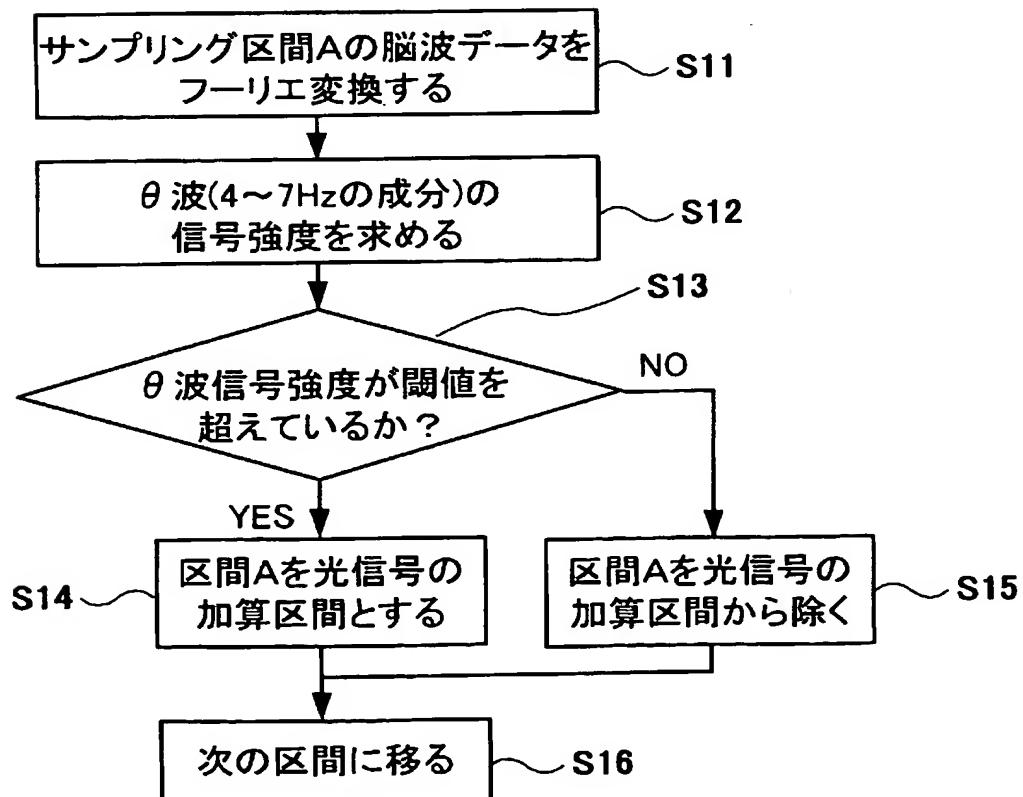 サンプリング区間Aの脳波データを
フーリエ変換する
S11
θ波(4～7Hzの成分)の
信号強度を求める
S12
S13
θ波信号強度が閾値を
超えているか？
NO
YES
区間Aを光信号の
加算区間とする
S14
区間Aを光信号の
加算区間から除く
S15
次の区間に移る
S16